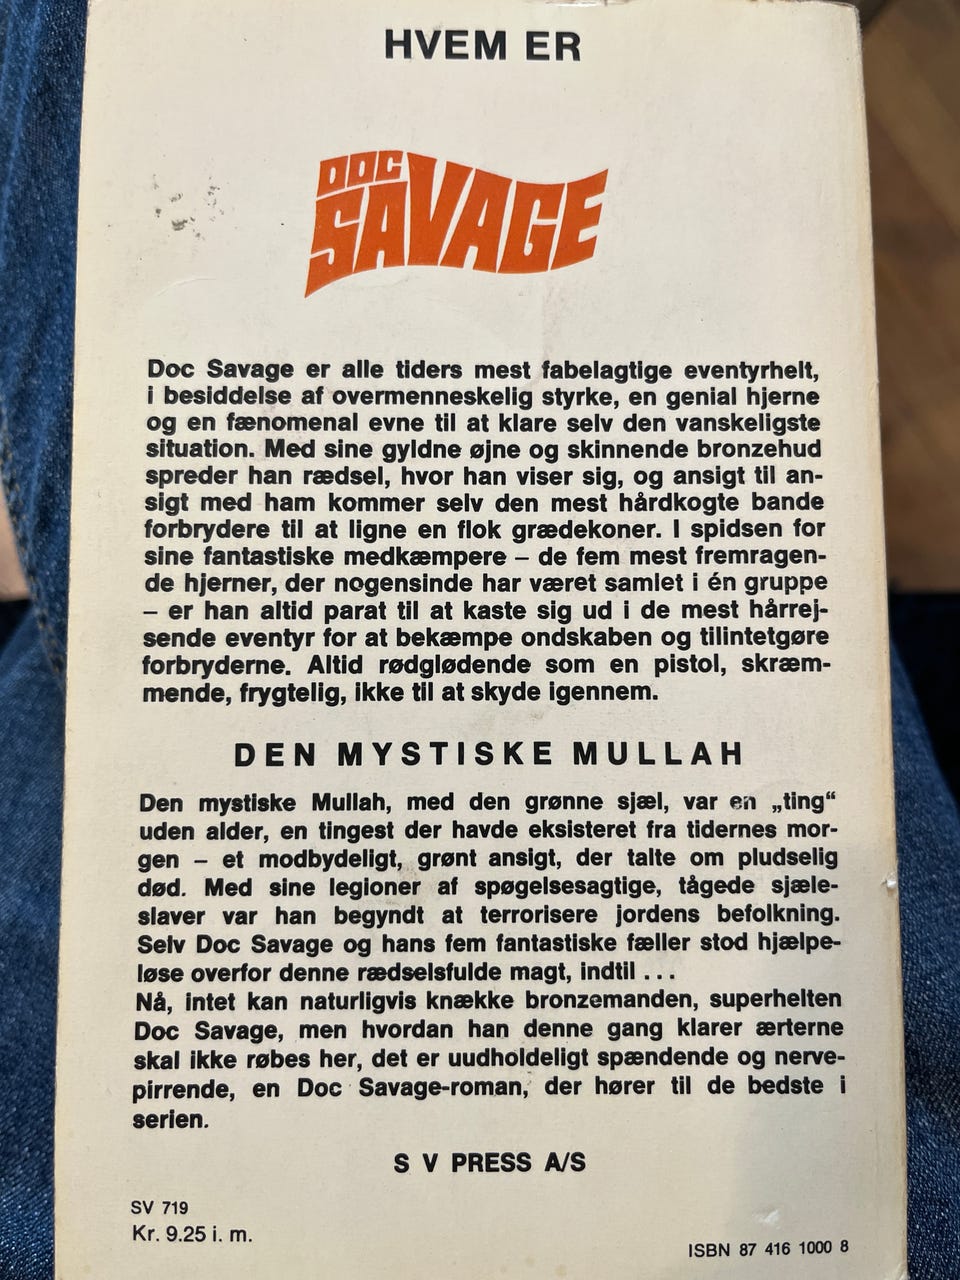 HVEM ER
DOC
SAVAGE
Doc Savage er alle tiders mest fabelagtige eventyrhelt,
i besiddelse af overmenneskelig styrke, en genial hjerne
og en fænomenal evne til at klare selv den vanskeligste
situation. Med sine gyldne øjne og skinnende bronzehud
spreder han rædsel, hvor han viser sig, og ansigt til an-
sigt med ham kommer selv den mest hårdkogte bande
forbrydere til at ligne en flok grædekoner. I spidsen for
sine fantastiske medkæmpere – de fem mest fremragen-
de hjerner, der nogensinde har været samlet i én gruppe
– er han altid parat til at kaste sig ud i de mest hårrej-
sende eventyr for at bekæmpe ondskaben og tilintetgøre
forbryderne. Altid rødglødende som en pistol, skræm-
mende, frygtelig, ikke til at skyde igennem.
DEN MYSTISKE MULLAH
Den mystiske Mullah, med den grønne sjæl, var en „ting“
uden alder, en tingest der havde eksisteret fra tidernes mor-
gen – et modbydeligt, grønt ansigt, der talte om pludselig
død. Med sine legioner af spøgelsesagtige, tågede sjæle-
slaver var han begyndt at terrorisere jordens befolkning.
Selv Doc Savage og hans fem fantastiske fæller stod hjælpe-
løse overfor denne rædselsfulde magt, indtil . . .
Nå, intet kan naturligvis knække bronzemanden, superhelten
Doc Savage, men hvordan han denne gang klarer ærterne
skal ikke røbes her, det er uudholdeligt spændende og nerve-
pirrende, en Doc Savage-roman, der hører til de bedste i
serien.
S V PRESS A/S
SV 719
Kr. 9.25 i. m.
ISBN 87 416 1000 8